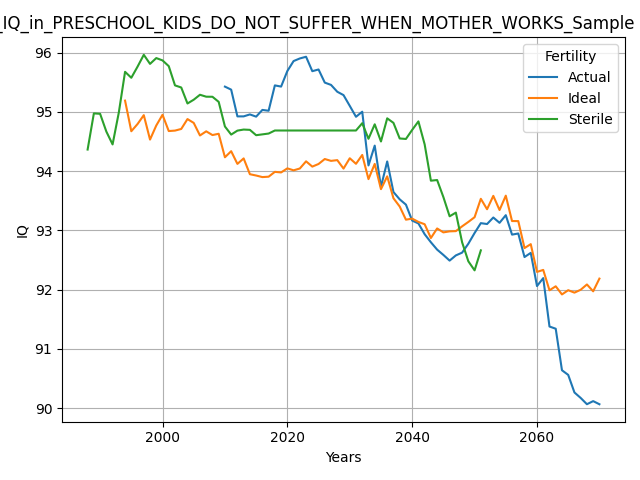 _IQ_in_PRESCHOOL_KIDS_DO_NOT_SUFFER_WHEN_MOTHER_WORKS_Sample
96
95
94
93
92
91
90
IQ
2000
2020
2040
2060
Years
Fertility
Actual
Ideal
Sterile